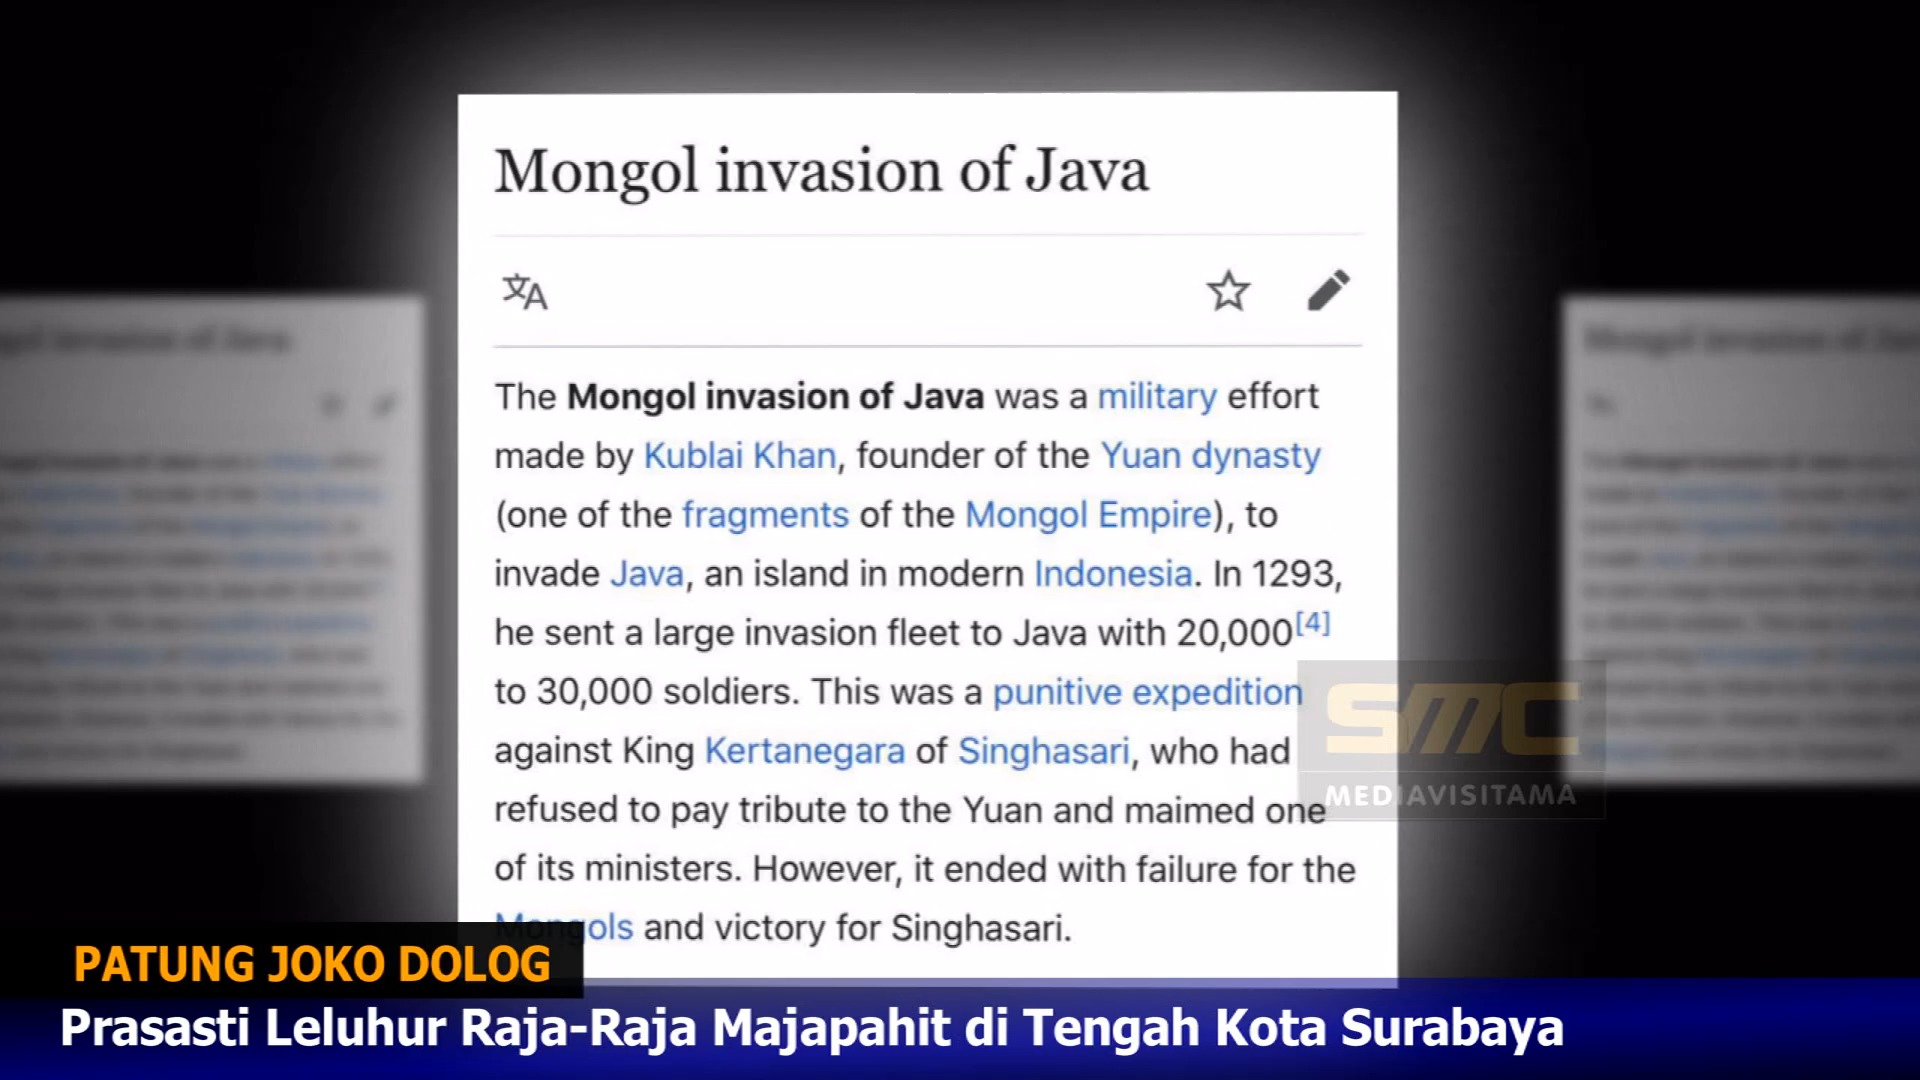 Mongol invasion of Java
The Mongol invasion of Java was a military effort
made by Kublai Khan, founder of the Yuan dynasty
(one of the fragments of the Mongol Empire), to
invade Java, an island in modern Indonesia. In 1293,
he sent a large invasion fleet to Java with 20,000[4]
to 30,000 soldiers. This was a punitive expedition
against King Kertanegara of Singhasari, who had
refused to pay tribute to the Yuan and maimed one
of its ministers. However, it ended with failure for the
Mongols and victory for Singhasari.
SMC
MEDIAVISITAMA
PATUNG JOKO DOLOG
Prasasti Leluhur Raja-Raja Majapahit di Tengah Kota Surabaya